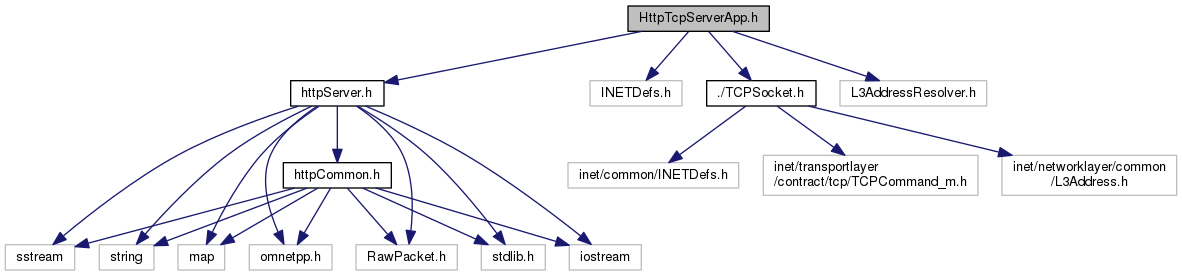 HttpTcpServerApp.h
httpServer.h
INETDefs.h
./TCPSocket.h
L3AddressResolver.h
httpCommon.h
inet/common/INETDefs.h
inet/transportlayer
/contract/tcp/TCPCommand_m.h
inet/networklayer/common
/L3Address.h
sstream
string
map
omnetpp.h
RawPacket.h
stdlib.h
iostream